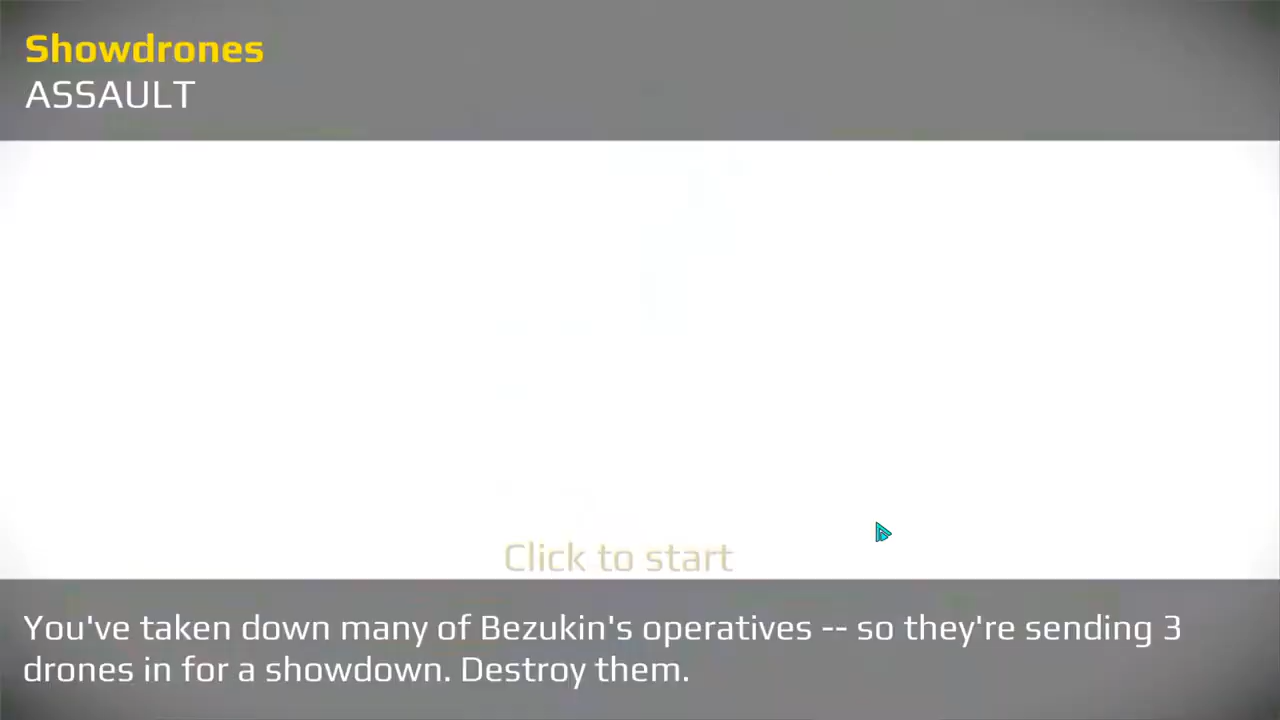 Showdrones
ASSAULT
Click to start
You've taken down many of Bezukin's operatives -- so they're sending 3
drones in for a showdown. Destroy them.